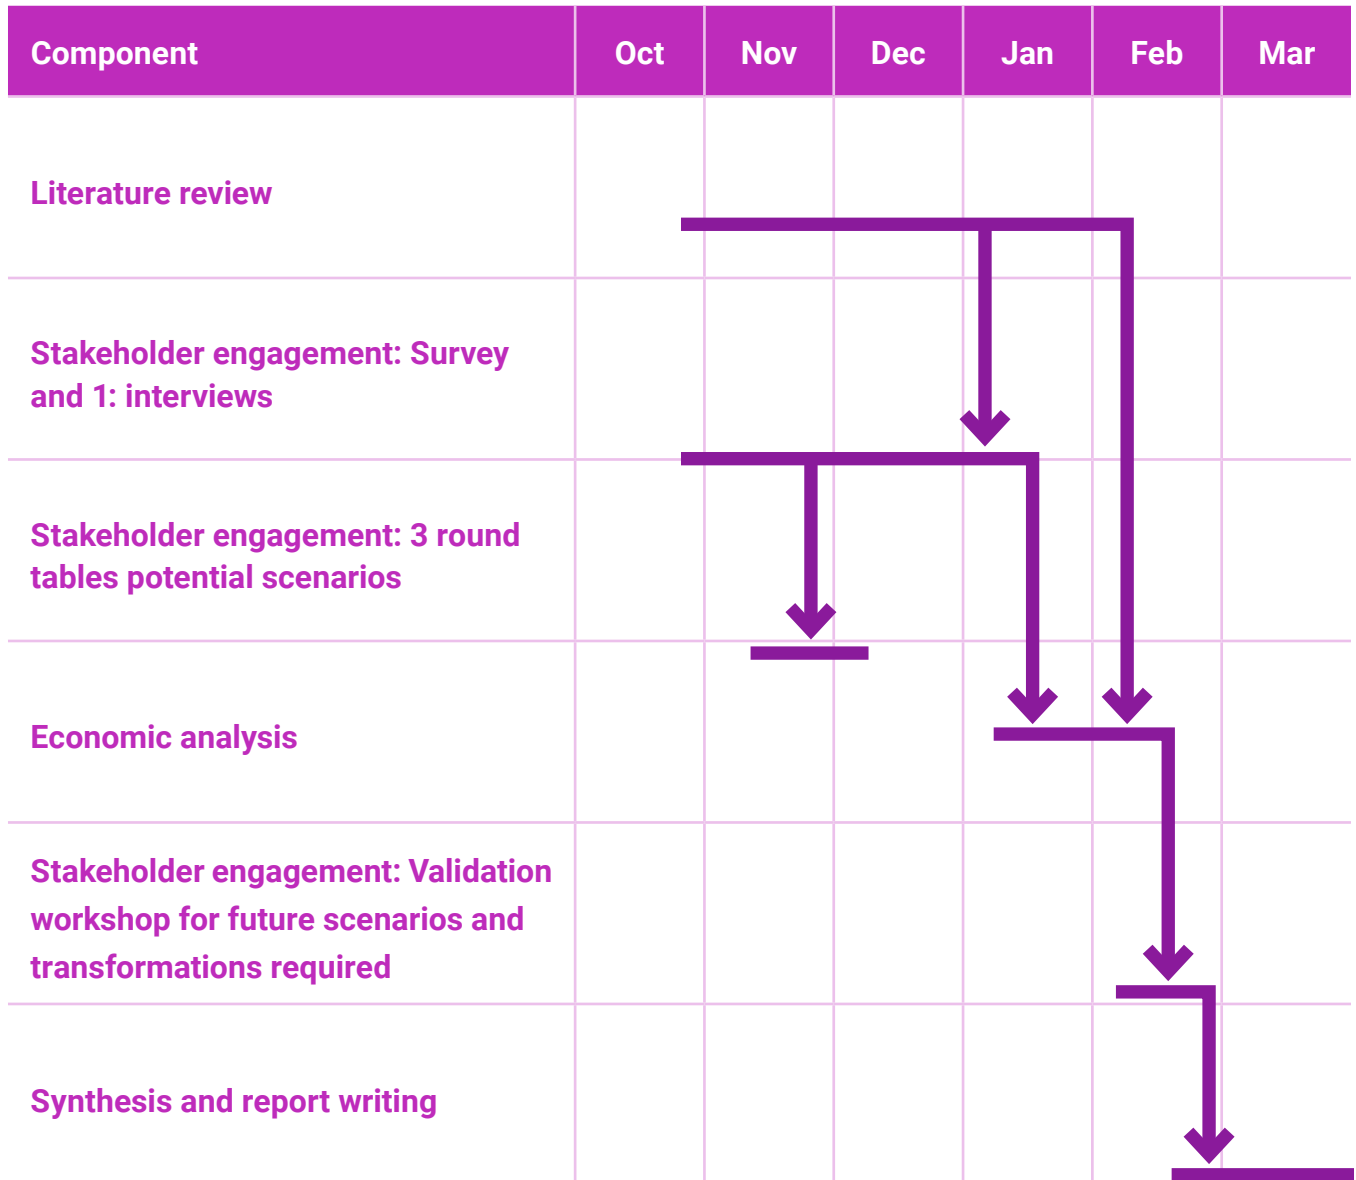 Component Oct Nov Dec Jan Feb Mar
Literature review
Stakeholder engagement: Survey
and 1: interviews
Stakeholder engagement: 3 round
tables potential scenarios
Economic analysis
Stakeholder engagement: Validation
workshop for future scenarios and
transformations required
Synthesis and report writing